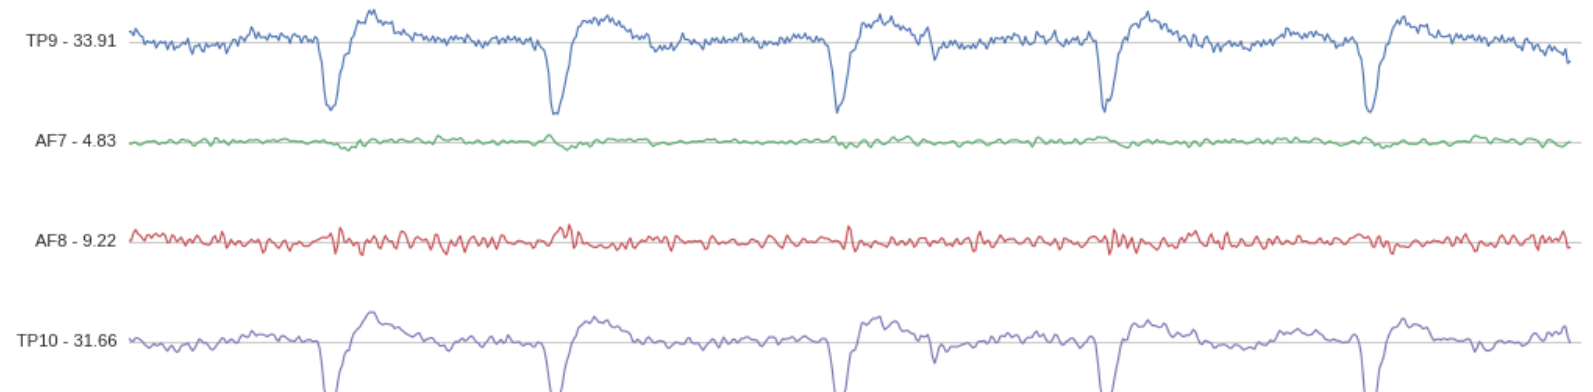 TP9 - 33.91
AF7 - 4.83
AF8 - 9.22
TP10 - 31.66